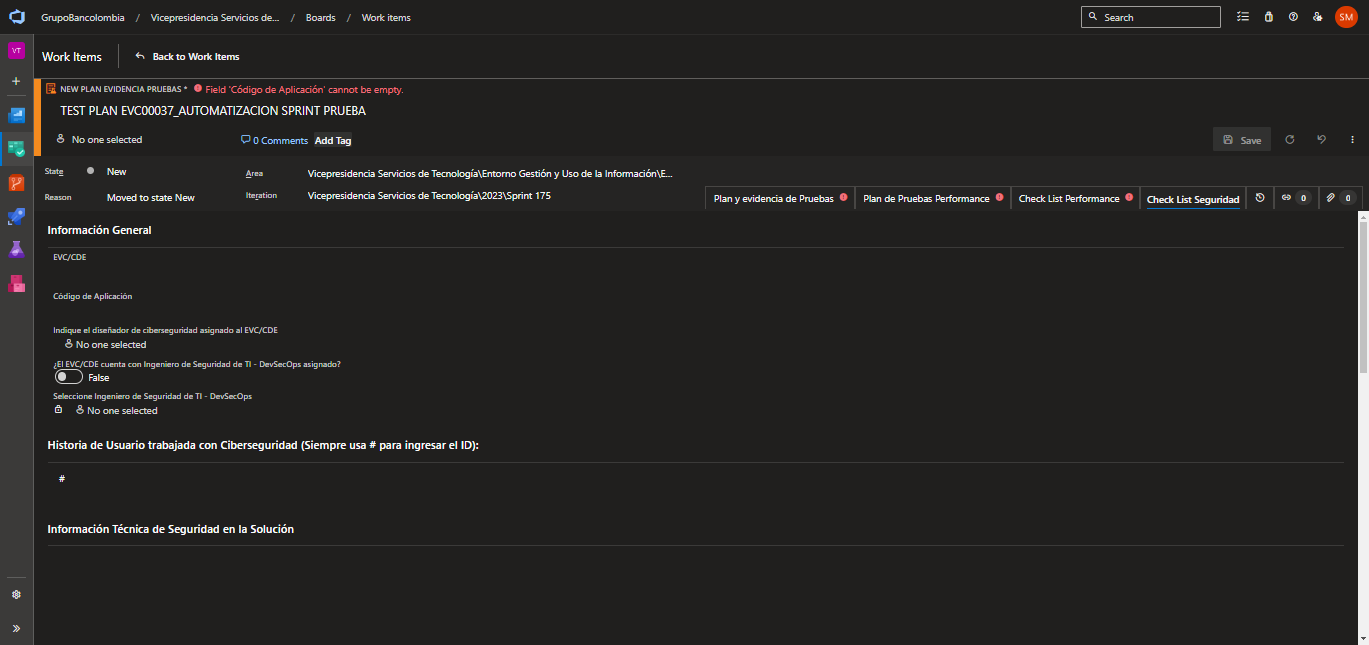 GrupoBancolombia / Vicepresidencia Servicios de... / Boards / Work items
Search
SM
VT
Work Items
Back to Work Items
NEW PLAN EVIDENCIA PRUEBAS * Field 'Código de Aplicación' cannot be empty.
TEST PLAN EVC00037_AUTOMATIZACION SPRINT PRUEBA
No one selected
0 Comments
Add Tag
Save
State
New
Area
Vicepresidencia Servicios de Tecnología\Entorno Gestión y Uso de la Información\E...
Reason
Moved to state New
Iteration
Vicepresidencia Servicios de Tecnología\2023\Sprint 175
Plan y evidencia de Pruebas
Plan de Pruebas Performance
Check List Performance
Check List Seguridad
0
0
Información General
EVC/CDE
Código de Aplicación
Indique el diseñador de ciberseguridad asignado al EVC/CDE
No one selected
¿El EVC/CDE cuenta con Ingeniero de Seguridad de TI - DevSecOps asignado?
False
Seleccione Ingeniero de Seguridad de TI - DevSecOps
No one selected
Historia de Usuario trabajada con Ciberseguridad (Siempre usa # para ingresar el ID):
#
Información Técnica de Seguridad en la Solución